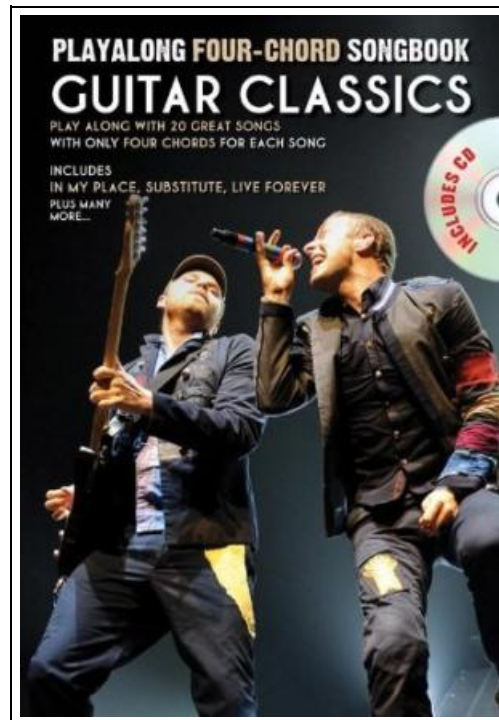 PLAYALONG FOUR-CHORD SONGBOOK
GUITAR CLASSICS
PLAY ALONG WITH 20 GREAT SONGS
WITH ONLY FOUR CHORDS FOR EACH SONG
INCLUDES
IN MY PLACE, SUBSTITUTE, LIVE FOREVER
PLUS MANY
MORE...
INCLUDES CD